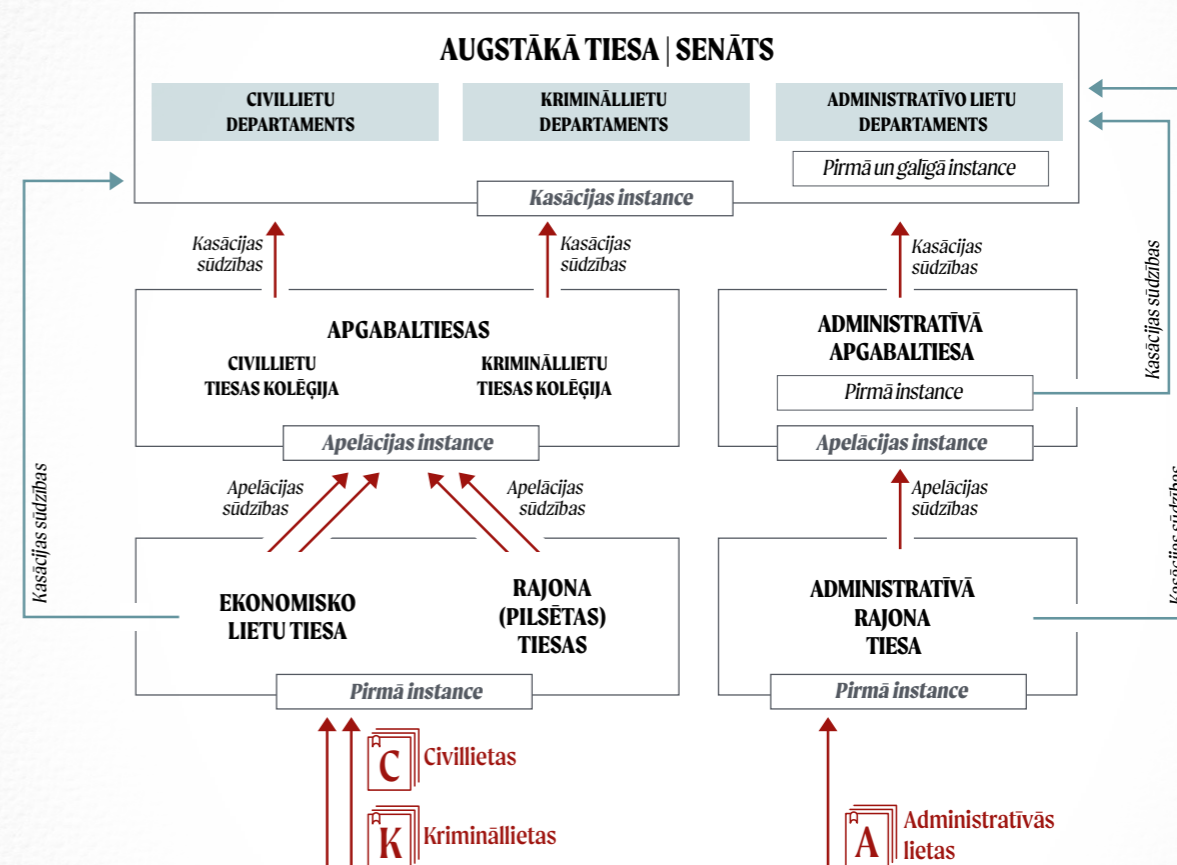 AUGSTĀKĀ TIESA | SENĀTS
CIVILLIETU
DEPARTAMENTS
KRIMINĀLLIETU
DEPARTAMENTS
ADMINISTRATĪVO LIETU
DEPARTAMENTS
Pirmā un galīgā instance
Kasācijas instance
Kasācijas
sūdzības
Kasācijas
sūdzības
Kasācijas
sūdzības
Kasācijas sūdzības
APGABALTIESAS
CIVILLIETU
TIESAS KOLĒĢIJA
KRIMINĀLLIETU
TIESAS KOLĒĢIJA
Apelācijas instance
ADMINISTRATĪVĀ
APGABALTIESA
Pirmā instance
Apelācijas instance
Kasācijas sūdzības
Apelācijas
sūdzības
Apelācijas
sūdzības
Apelācijas
sūdzības
Kasācijas sūdzības
EKONOMISKO
LIETU TIESA
RAJONA
(PILSĒTAS)
TIESAS
Pirmā instance
ADMINISTRATĪVĀ
RAJONA
TIESA
Pirmā instance
C Civillietas
K Krimināllietas
A Administratīvās
lietas